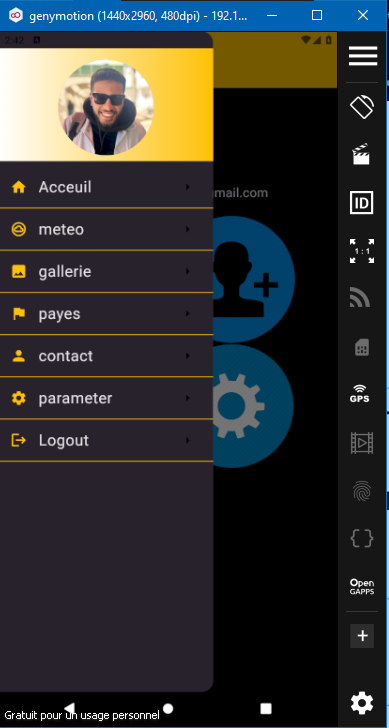 genymotion (1440x2960, 480dpi) - 192.1...
2:42
gmail.com
Acceuil
meteo
gallerie
payes
contact
parameter
Logout
ID
1 : 1
GPS
Open
GAPPS
Gratuit pour un usage personnel